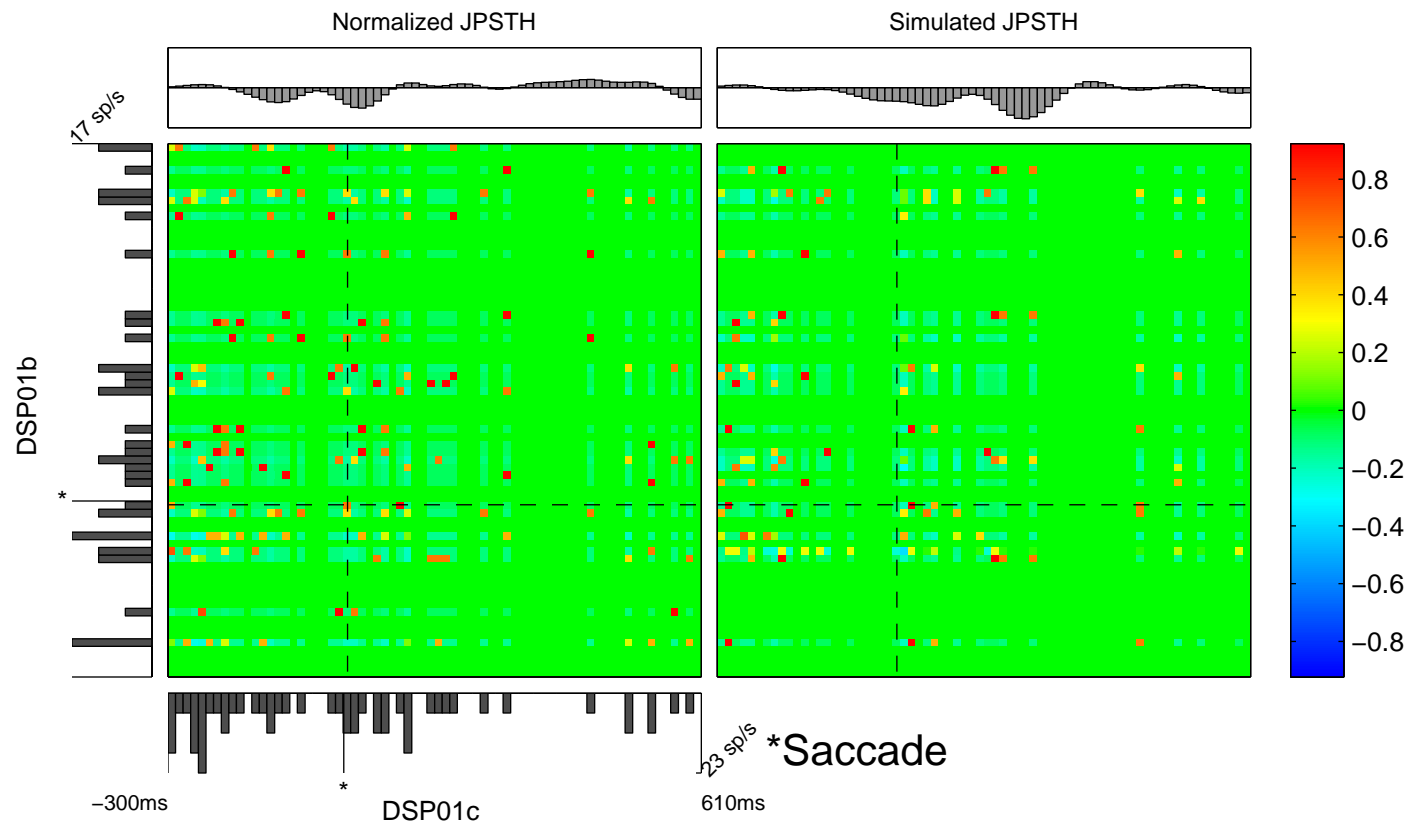 Normalized JPSTH
Simulated JPSTH
17 sp/s
0.8
0.6
0.4
0.2
0
−0.2
−0.4
−0.6
−0.8
DSP01b
*
23 sp/s
*Saccade
*
−300ms
DSP01c
610ms